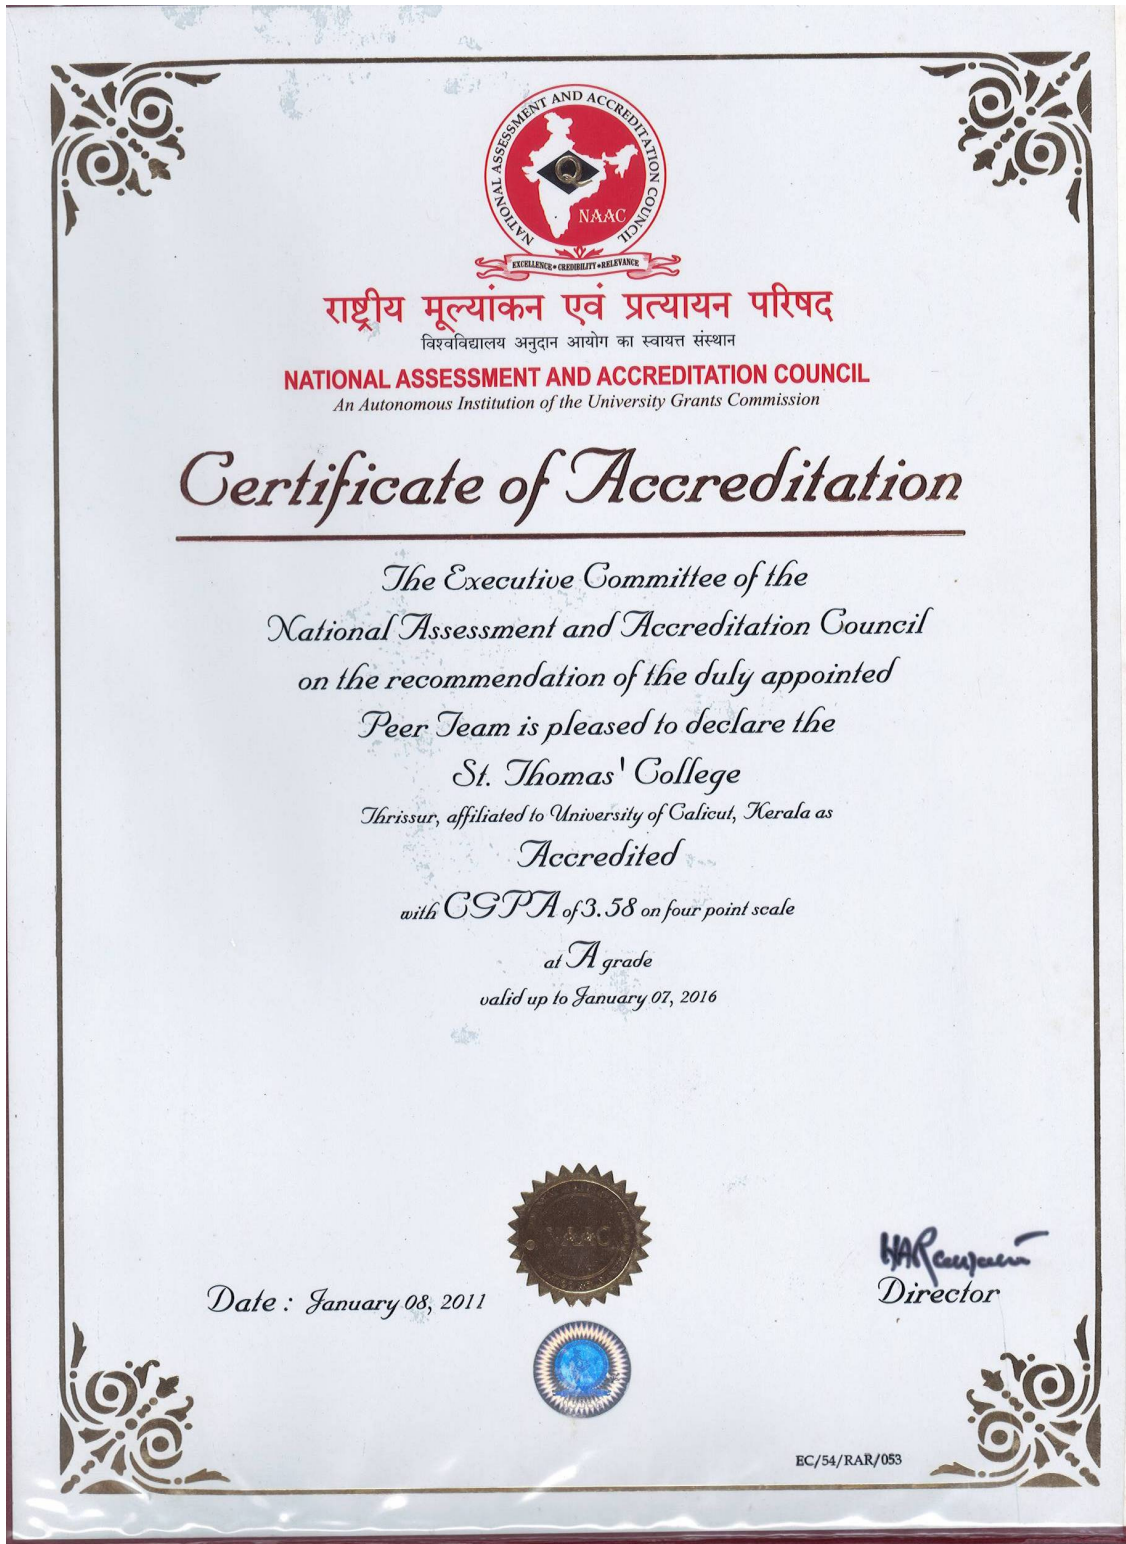 NATIONAL ASSESSMENT AND ACCREDITATION COUNCIL
Q
NAAC
EXCELLENCE • CREDIBILITY • RELEVANCE
राष्ट्रीय मूल्यांकन एवं प्रत्यायन परिषद
विश्वविद्यालय अनुदान आयोग का स्वायत्त संस्थान
NATIONAL ASSESSMENT AND ACCREDITATION COUNCIL
An Autonomous Institution of the University Grants Commission
Certificate of Accreditation
The Executive Committee of the
National Assessment and Accreditation Council
on the recommendation of the duly appointed
Peer Team is pleased to declare the
St. Thomas' College
Thrissur, affiliated to University of Calicut, Kerala as
Accredited
with CGPA of 3.58 on four point scale
at A grade
valid up to January 07, 2016
NAAC
Date : January 08, 2011
Director
EC/54/RAR/053